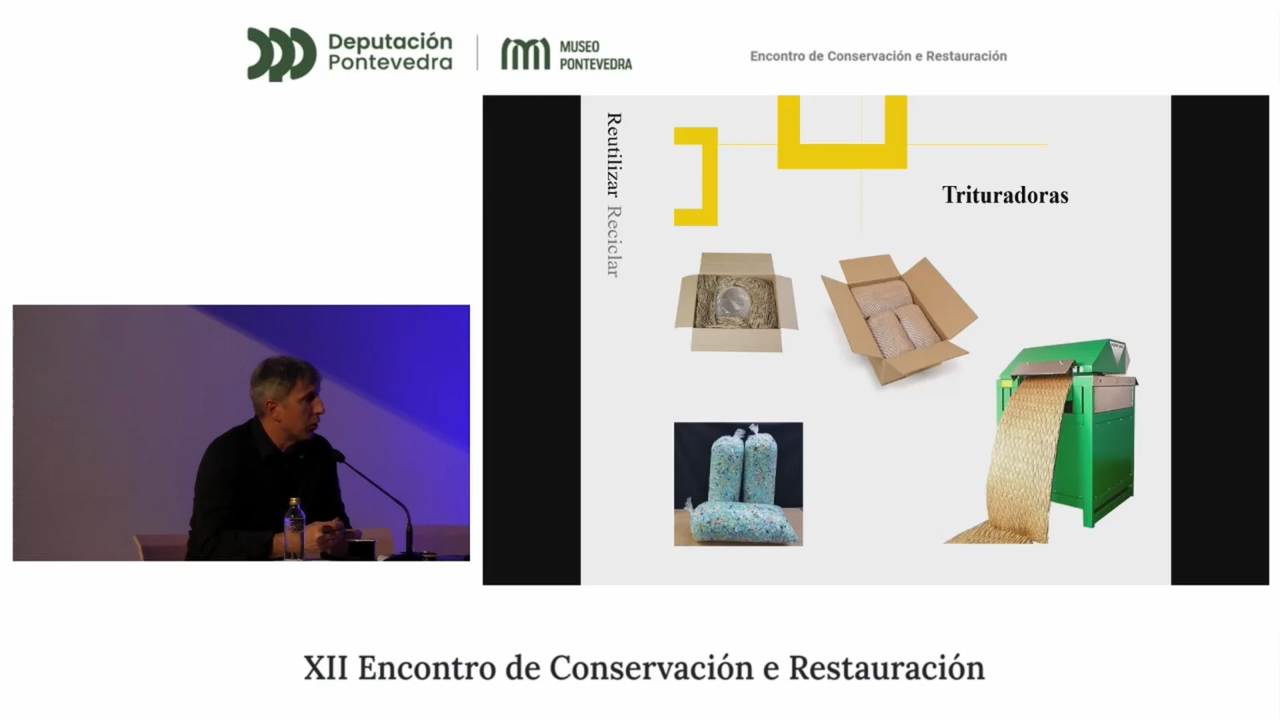 Deputación
Pontevedra
MUSEO
PONTEVEDRA
Encontro de Conservación e Restauración
Reutilizar Reciclar
Trituradoras
XII Encontro de Conservación e Restauración